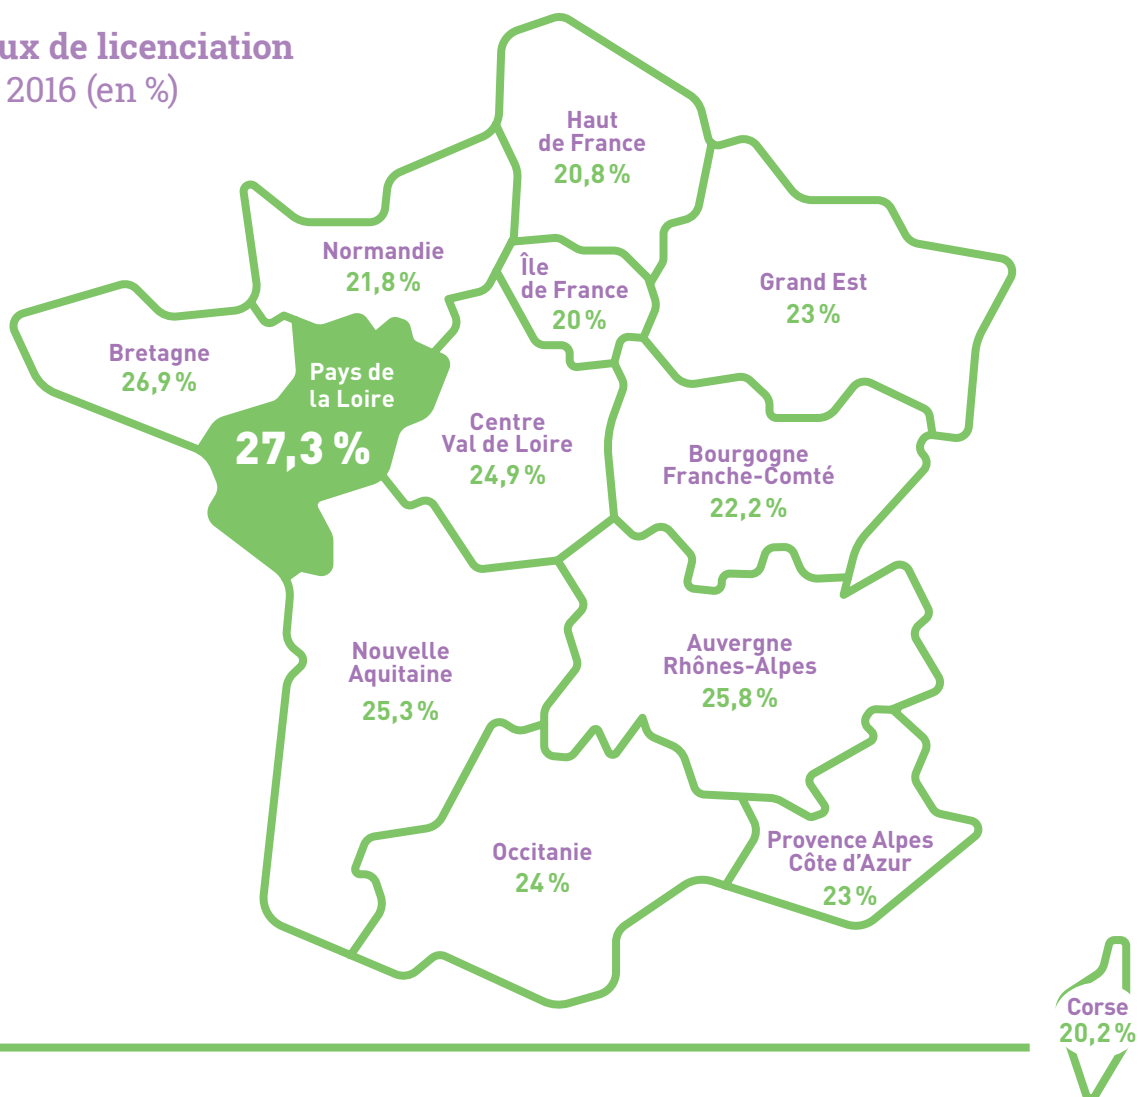 ux de licenciation
2016 (en %)
Haut
de France
20,8 %
Normandie
21,8 %
Île
de France
20 %
Grand Est
23 %
Bretagne
26,9 %
Pays de
la Loire
27,3 %
Centre
Val de Loire
24,9 %
Bourgogne
Franche-Comté
22,2 %
Nouvelle
Aquitaine
25,3 %
Auvergne
Rhônes-Alpes
25,8 %
Occitanie
24 %
Provence Alpes
Côte d'Azur
23 %
Corse
20,2 %